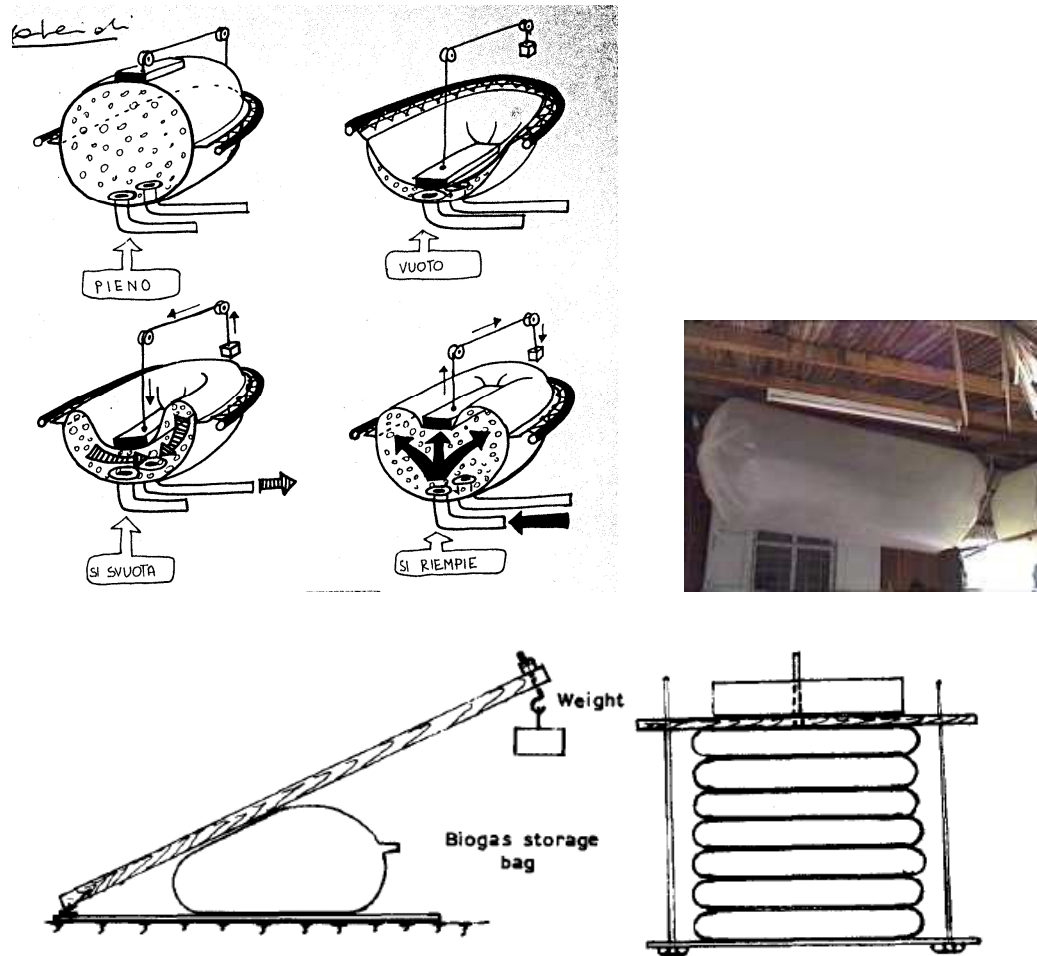 PIENO
VUOTO
SI SVUOTA
SI RIEMPIE
Weight
Biogas storage
bag